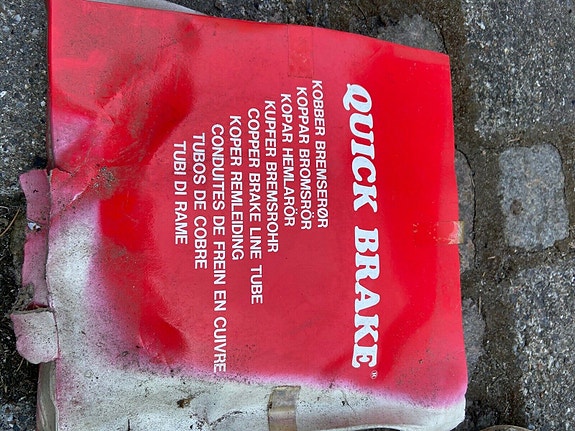 QUICK BRAKE®
KOBBER BREMSERØR
KOPPAR BROMSRÖR
KOPAR HEMLARÖR
KUPFER BREMSROHR
COPPER BRAKE LINE TUBE
KOPER REMLEIDING
CONDUITES DE FREIN EN CUIVRE
TUBOS DE COBRE
TUBI DI RAME